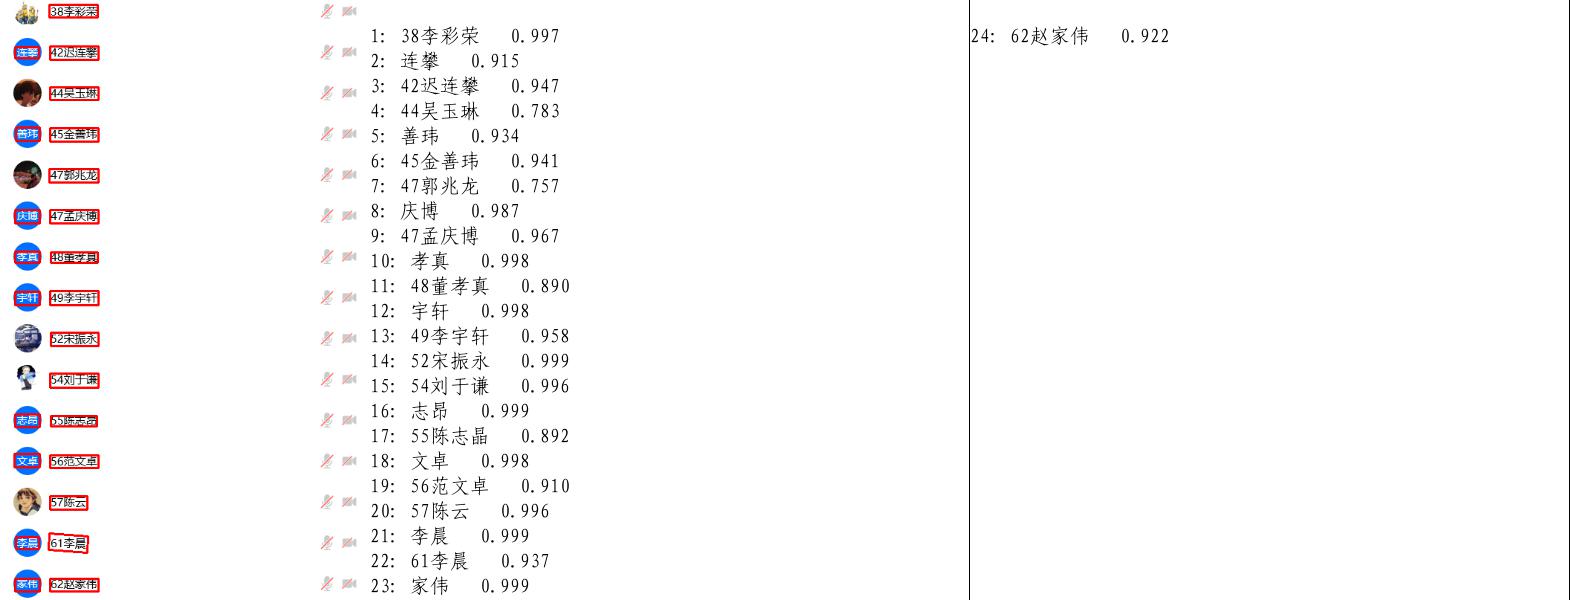 38李彩荣
连攀 42迟连攀
44吴玉琳
善玮 45金善玮
47郭兆龙
庆博 47孟庆博
孝真 48董孝真
宇轩 49李宇轩
52宋振永
54刘于谦
志昂 55陈志昂
文卓 56范文卓
57陈云
李晨 61李晨
家伟 62赵家伟
1: 38李彩荣 0.997
2: 连攀 0.915
3: 42迟连攀 0.947
4: 44吴玉琳 0.783
5: 善玮 0.934
6: 45金善玮 0.941
7: 47郭兆龙 0.757
8: 庆博 0.987
9: 47孟庆博 0.967
10: 孝真 0.998
11: 48董孝真 0.890
12: 宇轩 0.998
13: 49李宇轩 0.958
14: 52宋振永 0.999
15: 54刘于谦 0.996
16: 志昂 0.999
17: 55陈志晶 0.892
18: 文卓 0.998
19: 56范文卓 0.910
20: 57陈云 0.996
21: 李晨 0.999
22: 61李晨 0.937
23: 家伟 0.999
24: 62赵家伟 0.922